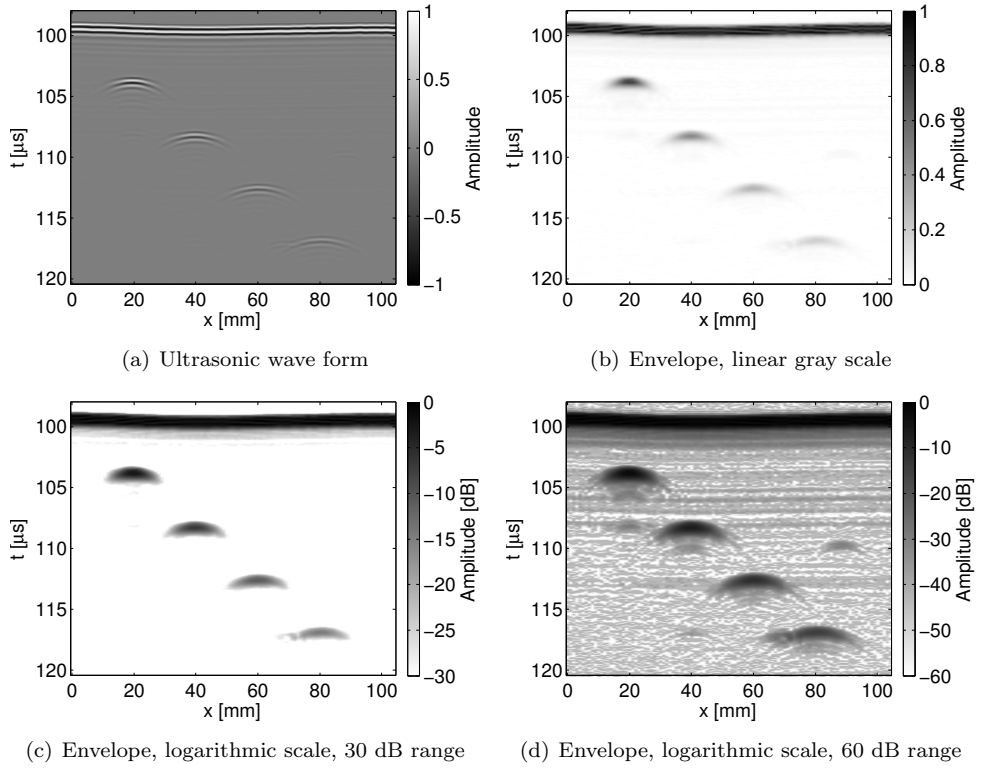 100
105
110
115
120
t [µs]
0 20 40 60 80 100
x [mm]
1
0.5
0
−0.5
−1
Amplitude
(a) Ultrasonic wave form
100
105
110
115
120
t [µs]
0 20 40 60 80 100
x [mm]
1
0.8
0.6
0.4
0.2
0
Amplitude
(b) Envelope, linear gray scale
100
105
110
115
120
t [µs]
0 20 40 60 80 100
x [mm]
0
−5
−10
−15
−20
−25
−30
Amplitude [dB]
(c) Envelope, logarithmic scale, 30 dB range
100
105
110
115
120
t [µs]
0 20 40 60 80 100
x [mm]
0
−10
−20
−30
−40
−50
−60
Amplitude [dB]
(d) Envelope, logarithmic scale, 60 dB range